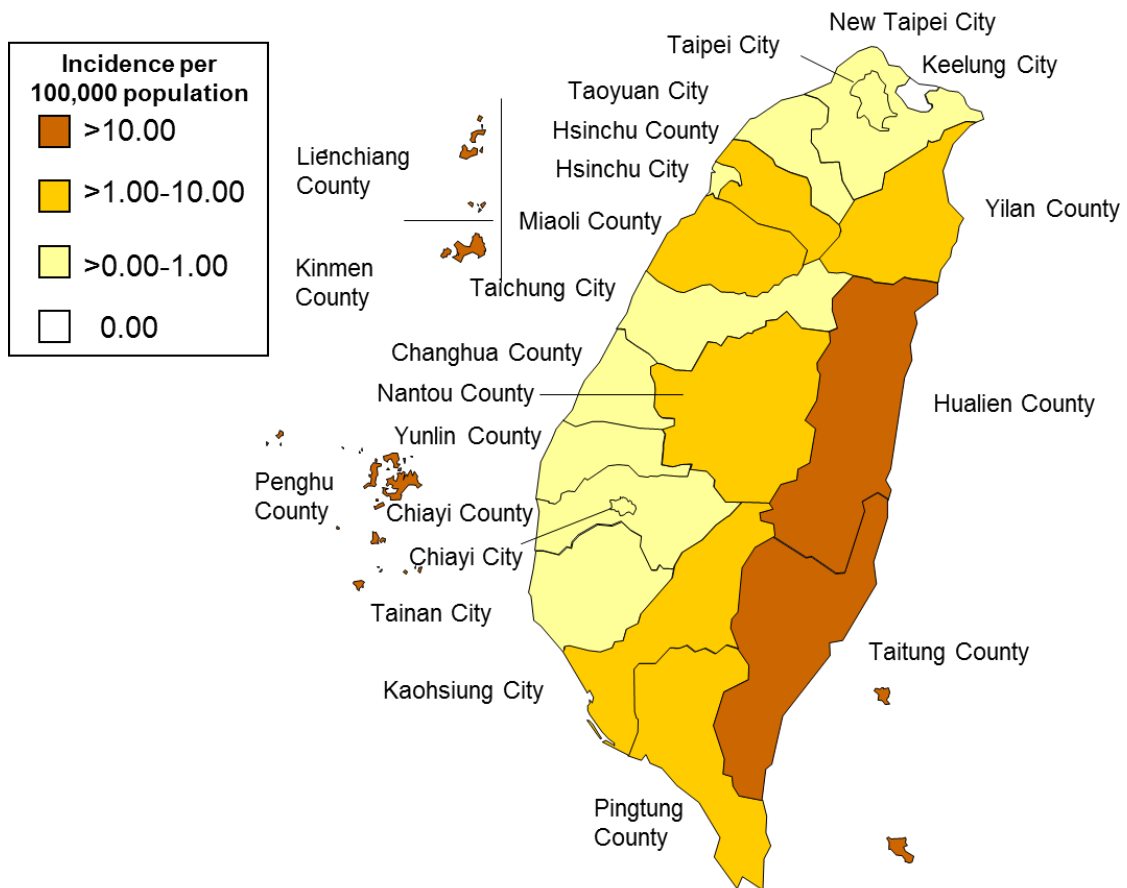 Incidence per
100,000 population
>10.00
>1.00-10.00
>0.00-1.00
0.00
New Taipei City
Taipei City
Keelung City
Taoyuan City
Hsinchu County
Lienchiang
County
Hsinchu City
Yilan County
Miaoli County
Kinmen
County
Taichung City
Changhua County
Nantou County
Hualien County
Yunlin County
Penghu
County
Chiayi County
Chiayi City
Tainan City
Taitung County
Kaohsiung City
Pingtung
County